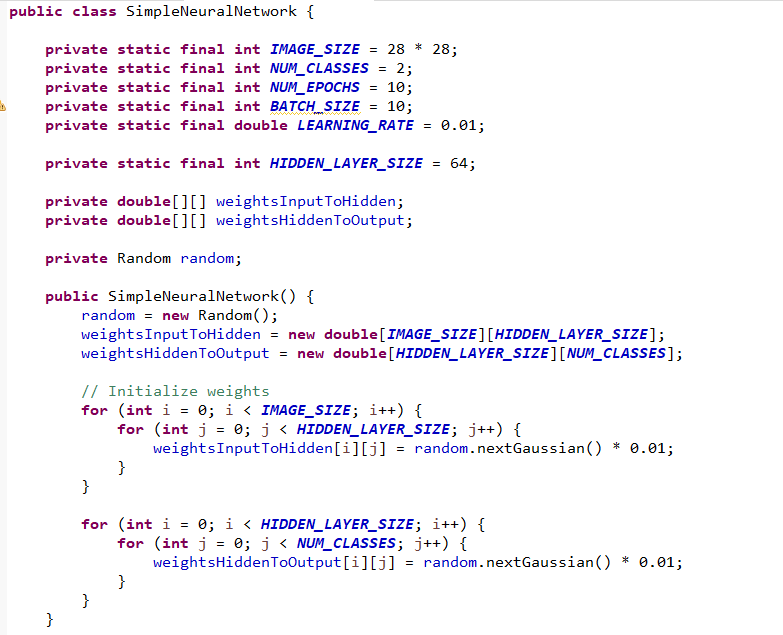 public class SimpleNeuralNetwork {
private static final int IMAGE_SIZE = 28 * 28;
private static final int NUM_CLASSES = 2;
private static final int NUM_EPOCHS = 10;
private static final int BATCH_SIZE = 10;
private static final double LEARNING_RATE = 0.01;
private static final int HIDDEN_LAYER_SIZE = 64;
private double[][] weightsInputToHidden;
private double[][] weightsHiddenToOutput;
private Random random;
public SimpleNeuralNetwork() {
random = new Random();
weightsInputToHidden = new double[IMAGE_SIZE][HIDDEN_LAYER_SIZE];
weightsHiddenToOutput = new double[HIDDEN_LAYER_SIZE][NUM_CLASSES];
// Initialize weights
for (int i = 0; i < IMAGE_SIZE; i++) {
for (int j = 0; j < HIDDEN_LAYER_SIZE; j++) {
weightsInputToHidden[i][j] = random.nextGaussian() * 0.01;
}
}
for (int i = 0; i < HIDDEN_LAYER_SIZE; i++) {
for (int j = 0; j < NUM_CLASSES; j++) {
weightsHiddenToOutput[i][j] = random.nextGaussian() * 0.01;
}
}
}